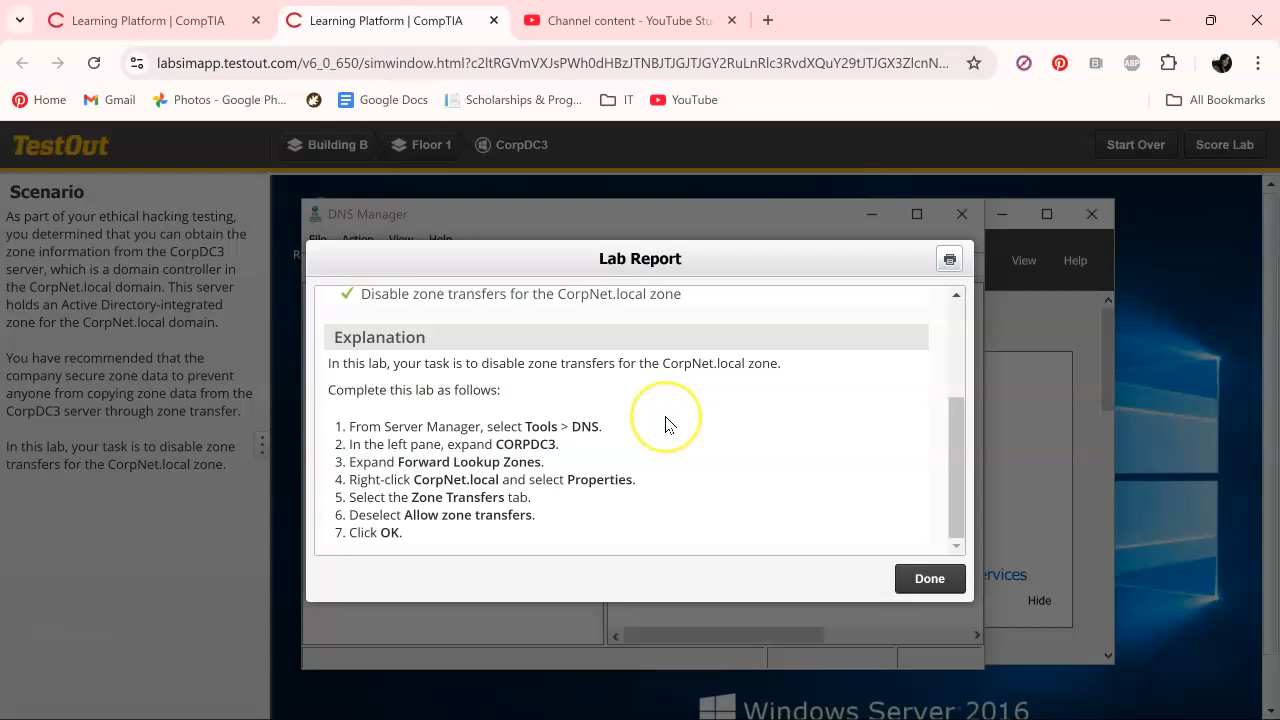 Learning Platform | CompTIA
Learning Platform | CompTIA
Channel content - YouTube Stu
labsimapp.testout.com/v6_0_650/simwindow.html?c2ltRGVmVXJsPWh0dHBzJTNBJTJGJTJGY2RuLnRlc3RvdXQuY29tJTJGX3ZlcnN...
Home
Gmail
Photos - Google Ph...
Google Docs
Scholarships & Prog...
IT
YouTube
All Bookmarks
TestOut
Building B
Floor 1
CorpDC3
Start Over
Score Lab
Scenario
As part of your ethical hacking testing,
you determined that you can obtain the
zone information from the CorpDC3
server, which is a domain controller in
the CorpNet.local domain. This server
holds an Active Directory-integrated
zone for the CorpNet.local domain.
You have recommended that the
company secure zone data to prevent
anyone from copying zone data from the
CorpDC3 server through zone transfer.
In this lab, your task is to disable zone
transfers for the CorpNet.local zone.
DNS Manager
File Action View Help
View Help
Lab Report
Disable zone transfers for the CorpNet.local zone
Explanation
In this lab, your task is to disable zone transfers for the CorpNet.local zone.
Complete this lab as follows:
1. From Server Manager, select Tools > DNS.
2. In the left pane, expand CORPDC3.
3. Expand Forward Lookup Zones.
4. Right-click CorpNet.local and select Properties.
5. Select the Zone Transfers tab.
6. Deselect Allow zone transfers.
7. Click OK.
Done
ervices
Hide
Windows Server 2016